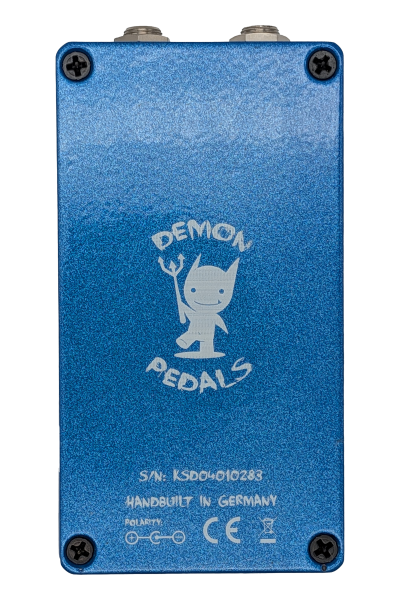 DEMON
PEDALS
S/N: KSD04010283
HANDBUILT IN GERMANY
POLARITY:
CE